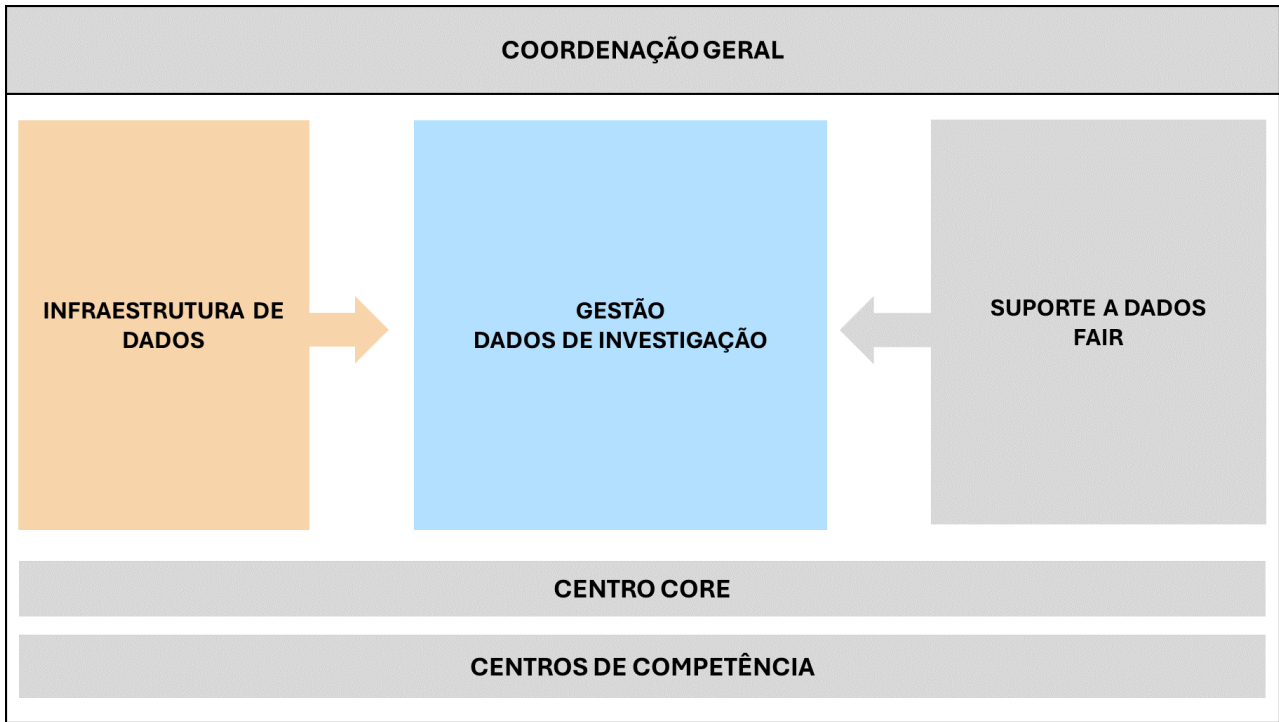 COORDENAÇÃO GERAL
INFRAESTRUTURA DE
DADOS
GESTÃO
DADOS DE INVESTIGAÇÃO
SUPORTE A DADOS
FAIR
CENTRO CORE
CENTROS DE COMPETÊNCIA